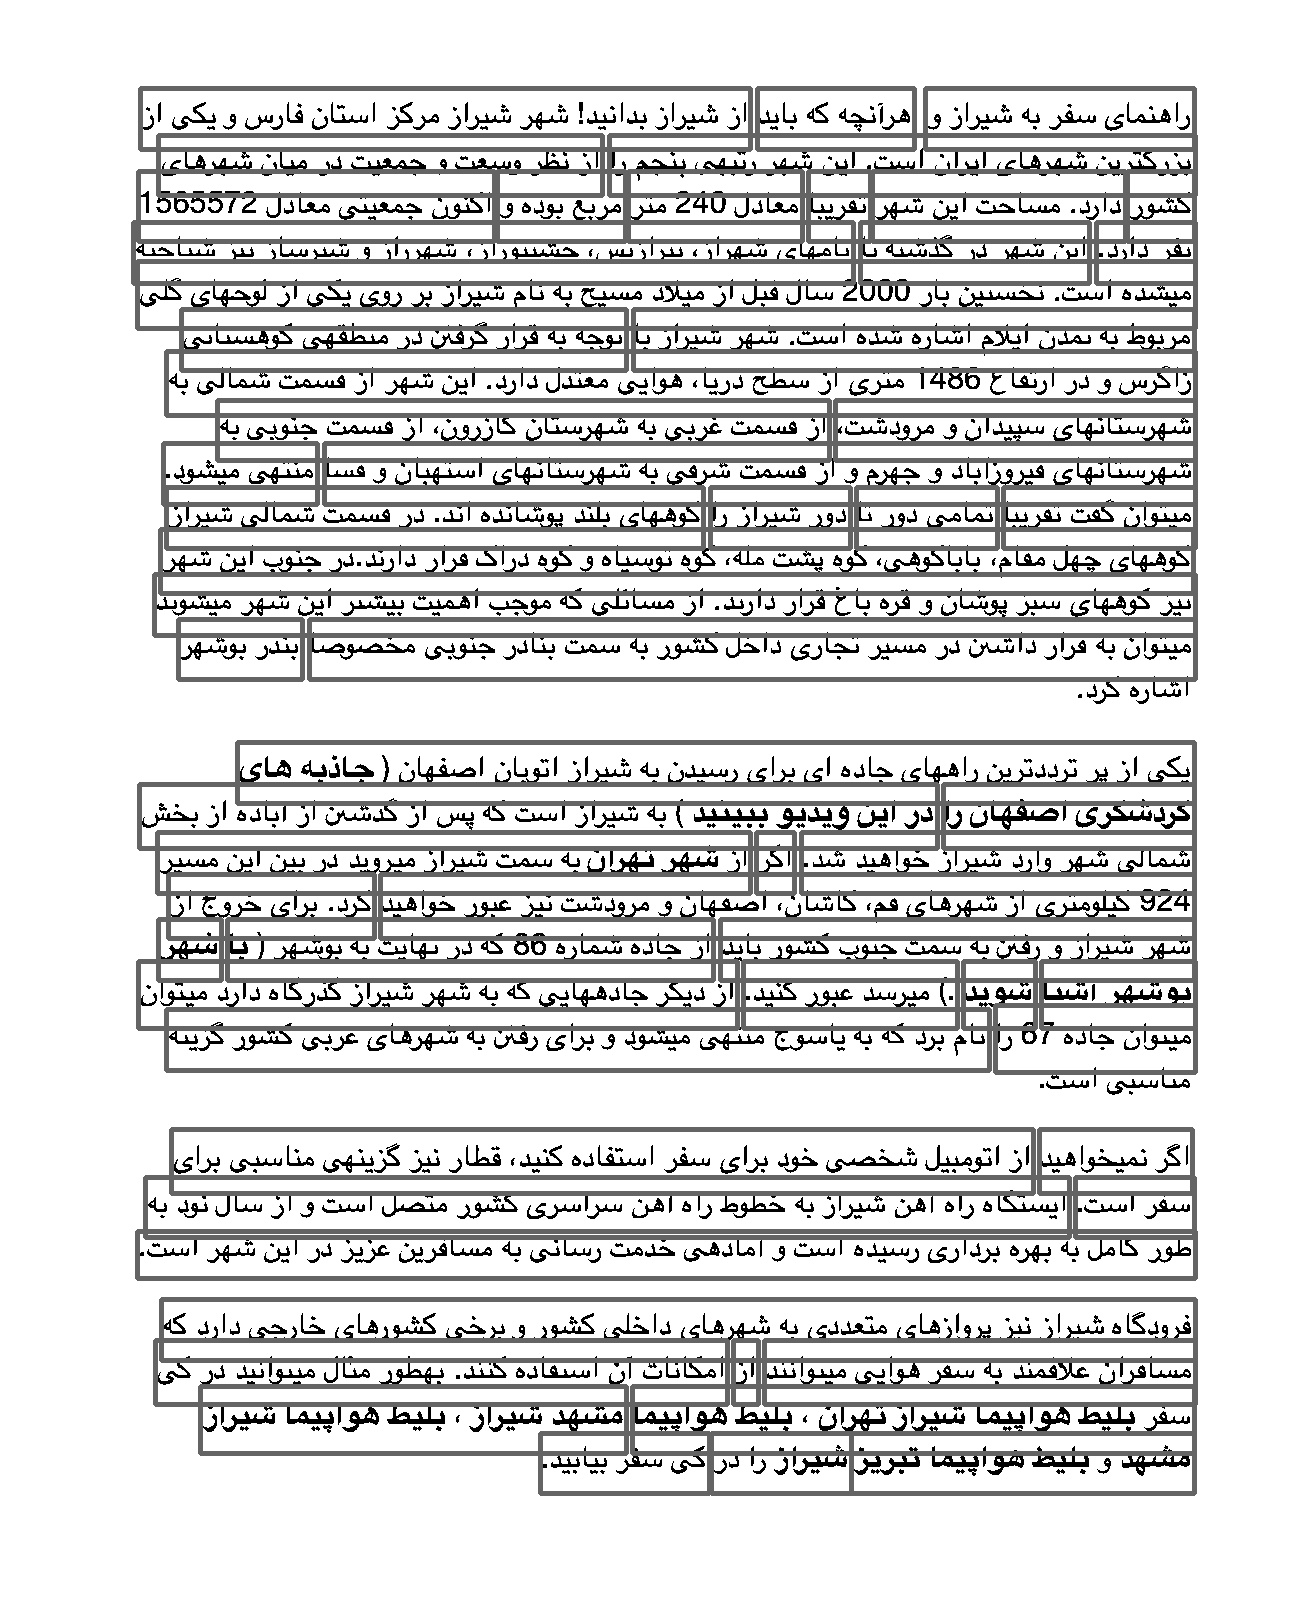 راهنمای سفر به شیراز و هرآنچه که باید از شیراز بدانید! شهر شیراز مرکز استان فارس و یکی از
بزرگترین شهرهای ایران است. این شهر رتبهی پنجم را از نظر وسعت و جمعیت در میان شهرهای
کشور دارد. مساحت این شهر تقریبا معادل 240 متر مربع بوده و اکنون جمعیتی معادل 1565572
نفر دارد. این شهر در گذشته با نامهای شهراز، تیرازیس، شهرراز و شیرساز نیز شناخته
میشده است. نخستین بار 2000 سال قبل از میلاد مسیح به نام شیراز بر روی یکی از لوحهای گلی
مربوط به تمدن ایلام اشاره شده است. شهر شیراز با توجه به قرار گرفتن در منطقهی کوهستانی
زاگرس و در ارتفاع 1486 متری از سطح دریا، هوایی معتدل دارد. این شهر از قسمت شمالی به
شهرستانهای سپیدان و مرودشت، از قسمت غربی به شهرستان کازرون، از قسمت جنوبی به
شهرستانهای فیروزآباد و جهرم و از قسمت شرقی به شهرستانهای استهبان و فسا منتهی میشود.
میتوان گفت تقریبا تمامی دور تا دور شیراز را کوههای بلند پوشانده اند. در قسمت شمالی شیراز
کوههای چهل مقام، باباکوهی، کوه پشت مله، کوه توسیاه و کوه دراک قرار دارند.در جنوب این شهر
نیز کوههای سبز پوشان و قره باغ قرار دارند. از مسائلی که موجب اهمیت بیشتر این شهر میشوند
میتوان به قرار داشتن در مسیر تجاری داخل کشور به سمت بنادر جنوبی مخصوصا بندر بوشهر
اشاره کرد.
یکی از پر ترددترین راههای جاده ای برای رسیدن به شیراز اتوبان اصفهان ( جاذبه های
گردشگری اصفهان را در این ویدیو ببینید ) به شیراز است که پس از گذشتن از آباده از بخش
شمالی شهر وارد شیراز خواهید شد. اگر از شهر تهران به سمت شیراز میروید در بین این مسیر
924 کیلومتری از شهرهای قم، کاشان، اصفهان و مرودشت نیز عبور خواهید کرد. برای خروج از
شهر شیراز و رفتن به سمت جنوب کشور باید از جاده شماره 86 که در نهایت به بوشهر ( با شهر
بوشهر آشنا شوید .) میرسد عبور کنید. از دیگر جادههایی که به شهر شیراز گذرگاه دارد میتوان
میتوان جاده 67 را نام برد که به یاسوج منتهی میشود و برای رفتن به شهرهای غربی کشور گزینه
مناسبی است.
اگر نمیخواهید از اتومبیل شخصی خود برای سفر استفاده کنید، قطار نیز گزینهی مناسبی برای
سفر است. ایستگاه راه آهن شیراز به خطوط راه آهن سراسری کشور متصل است و از سال نود به
طور کامل به بهره برداری رسیده است و آمادهی خدمت رسانی به مسافرین عزیز در این شهر است.
فرودگاه شیراز نیز پروازهای متعددی به شهرهای داخلی کشور و برخی کشورهای خارجی دارد که
مسافران علاقمند به سفر هوایی میتوانند از امکانات آن استفاده کنند. بهطور مثال میتوانید در کی
سفر بلیط هواپیما شیراز تهران ، بلیط هواپیما مشهد شیراز ، بلیط هواپیما شیراز
مشهد و بلیط هواپیما تبریز شیراز را در کی سفر بیابید.